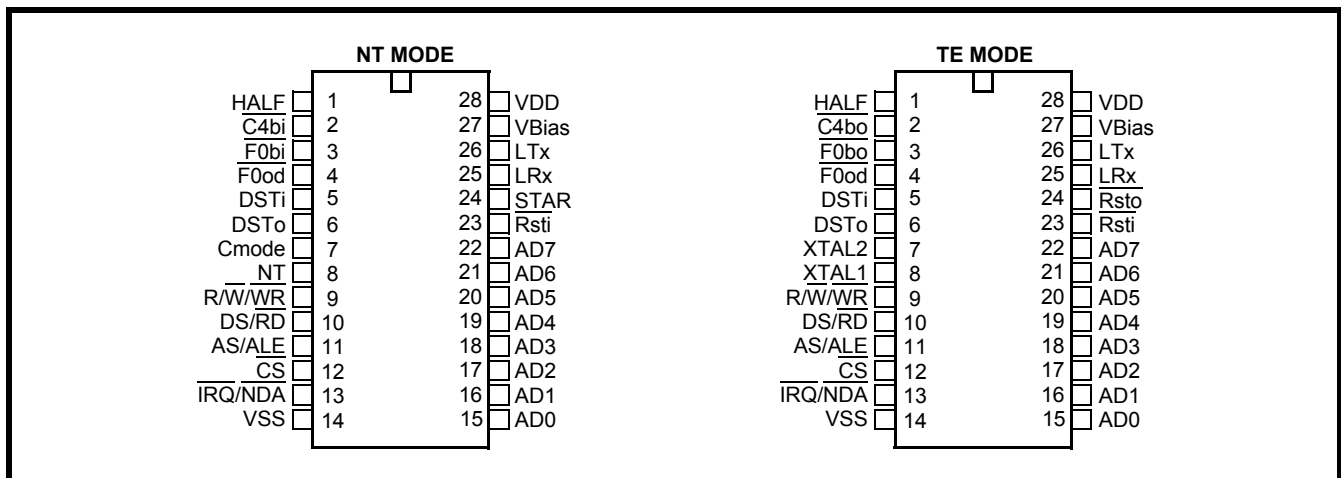 NT MODE
HALF 1 28 VDD
C4bi 2 27 VBias
F0bi 3 26 LTx
F0od 4 25 LRx
DSTi 5 24 STAR
DSTo 6 23 Rsti
Cmode 7 22 AD7
NT 8 21 AD6
R/W/WR 9 20 AD5
DS/RD 10 19 AD4
AS/ALE 11 18 AD3
CS 12 17 AD2
IRQ/NDA 13 16 AD1
VSS 14 15 AD0
TE MODE
HALF 1 28 VDD
C4bo 2 27 VBias
F0bo 3 26 LTx
F0od 4 25 LRx
DSTi 5 24 Rsto
DSTo 6 23 Rsti
XTAL2 7 22 AD7
XTAL1 8 21 AD6
R/W/WR 9 20 AD5
DS/RD 10 19 AD4
AS/ALE 11 18 AD3
CS 12 17 AD2
IRQ/NDA 13 16 AD1
VSS 14 15 AD0